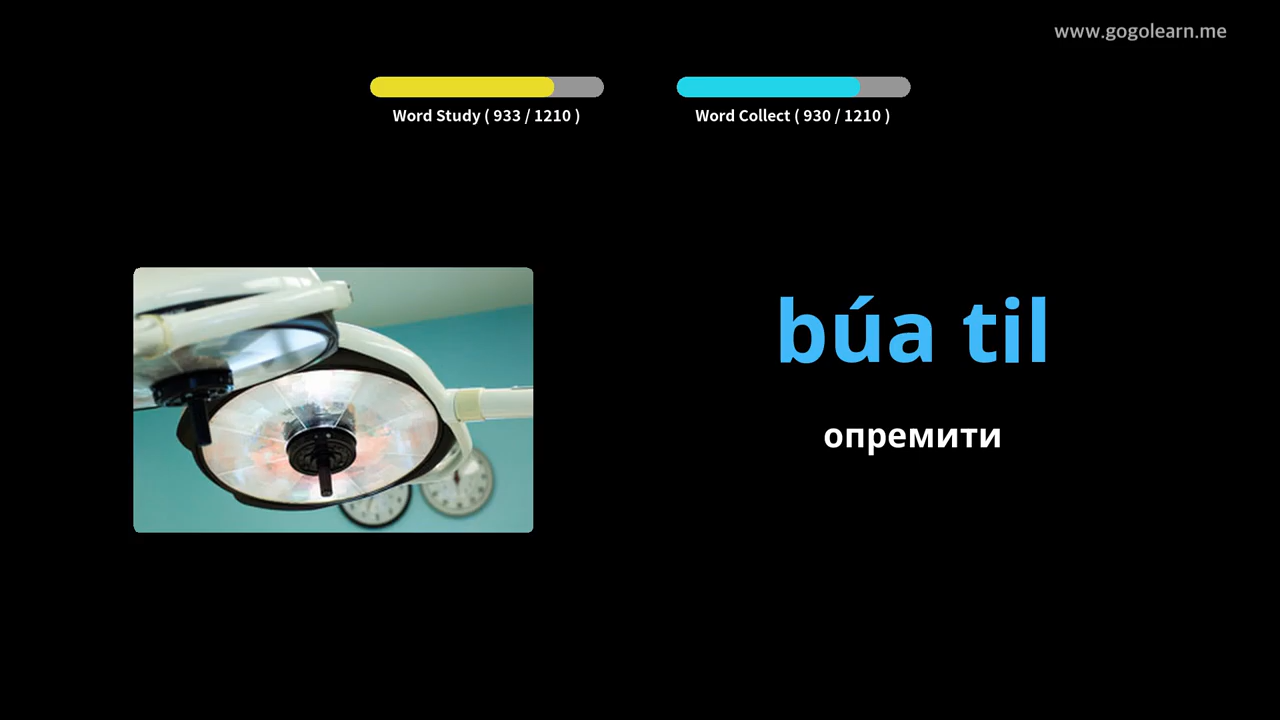 www.gogolearn.me
Word Study ( 933 / 1210 )
Word Collect ( 930 / 1210 )
búa til
опремити